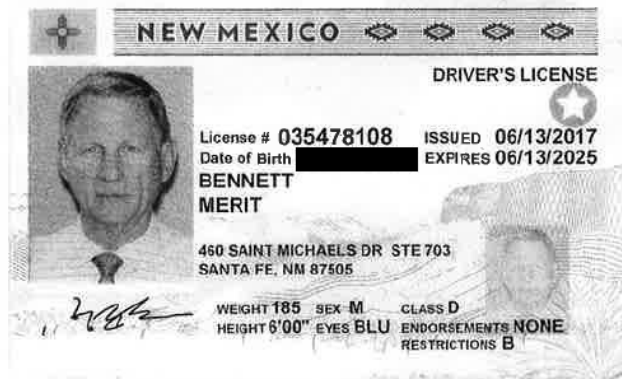 NEW MEXICO
DRIVER'S LICENSE
License # 035478108 ISSUED 06/13/2017
Date of Birth EXPIRES 06/13/2025
BENNETT
MERIT
460 SAINT MICHAELS DR STE 703
SANTA FE, NM 87505
WEIGHT 185 SEX M CLASS D
HEIGHT 6'00" EYES BLU ENDORSEMENTS NONE
RESTRICTIONS B